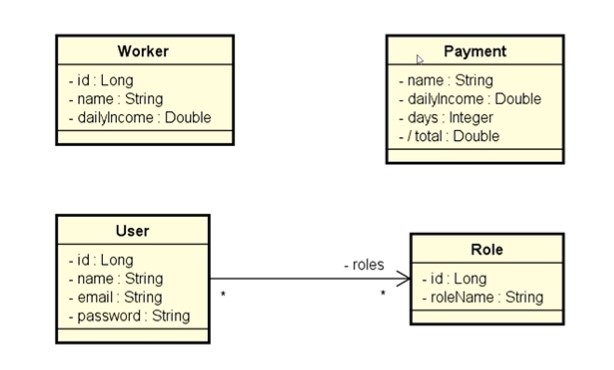 Worker
- id : Long
- name : String
- dailyIncome : Double
Payment
- name : String
- dailyIncome : Double
- days : Integer
- / total : Double
User
- id : Long
- name : String
- email : String
- password : String
- roles
*
*
Role
- id : Long
- roleName : String